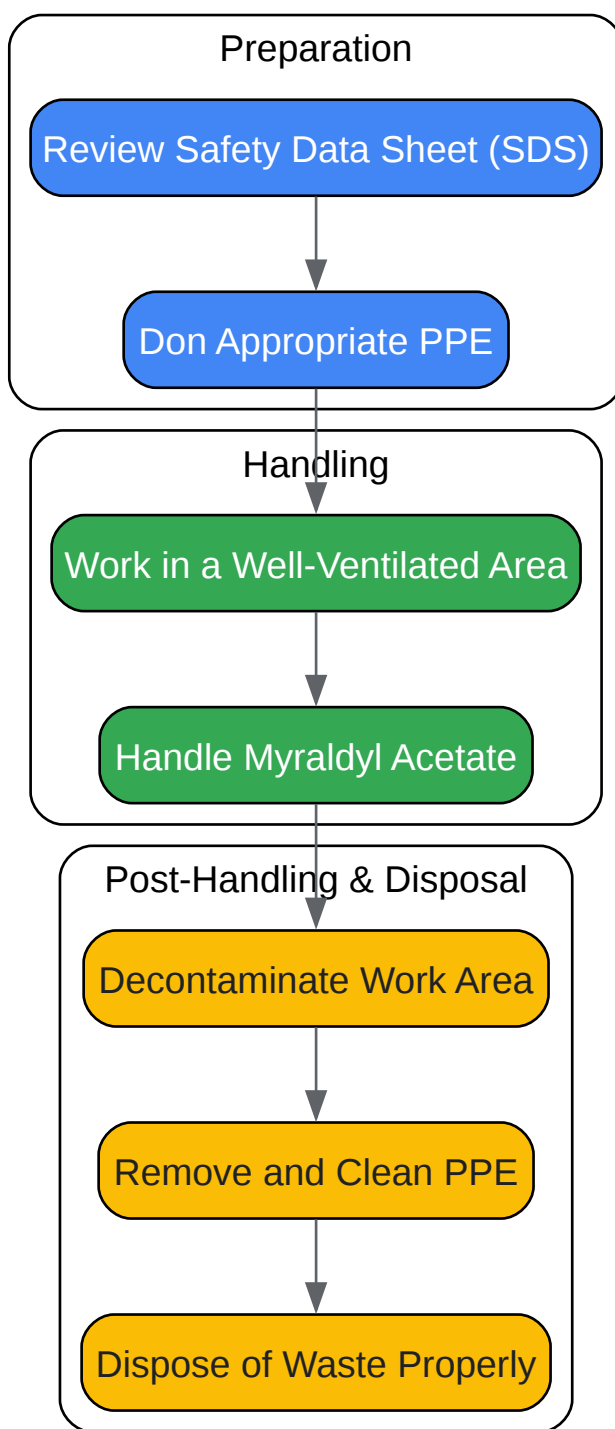 Preparation
Review Safety Data Sheet (SDS)
Don Appropriate PPE
Handling
Work in a Well-Ventilated Area
Handle Myraldyl Acetate
Post-Handling & Disposal
Decontaminate Work Area
Remove and Clean PPE
Dispose of Waste Properly